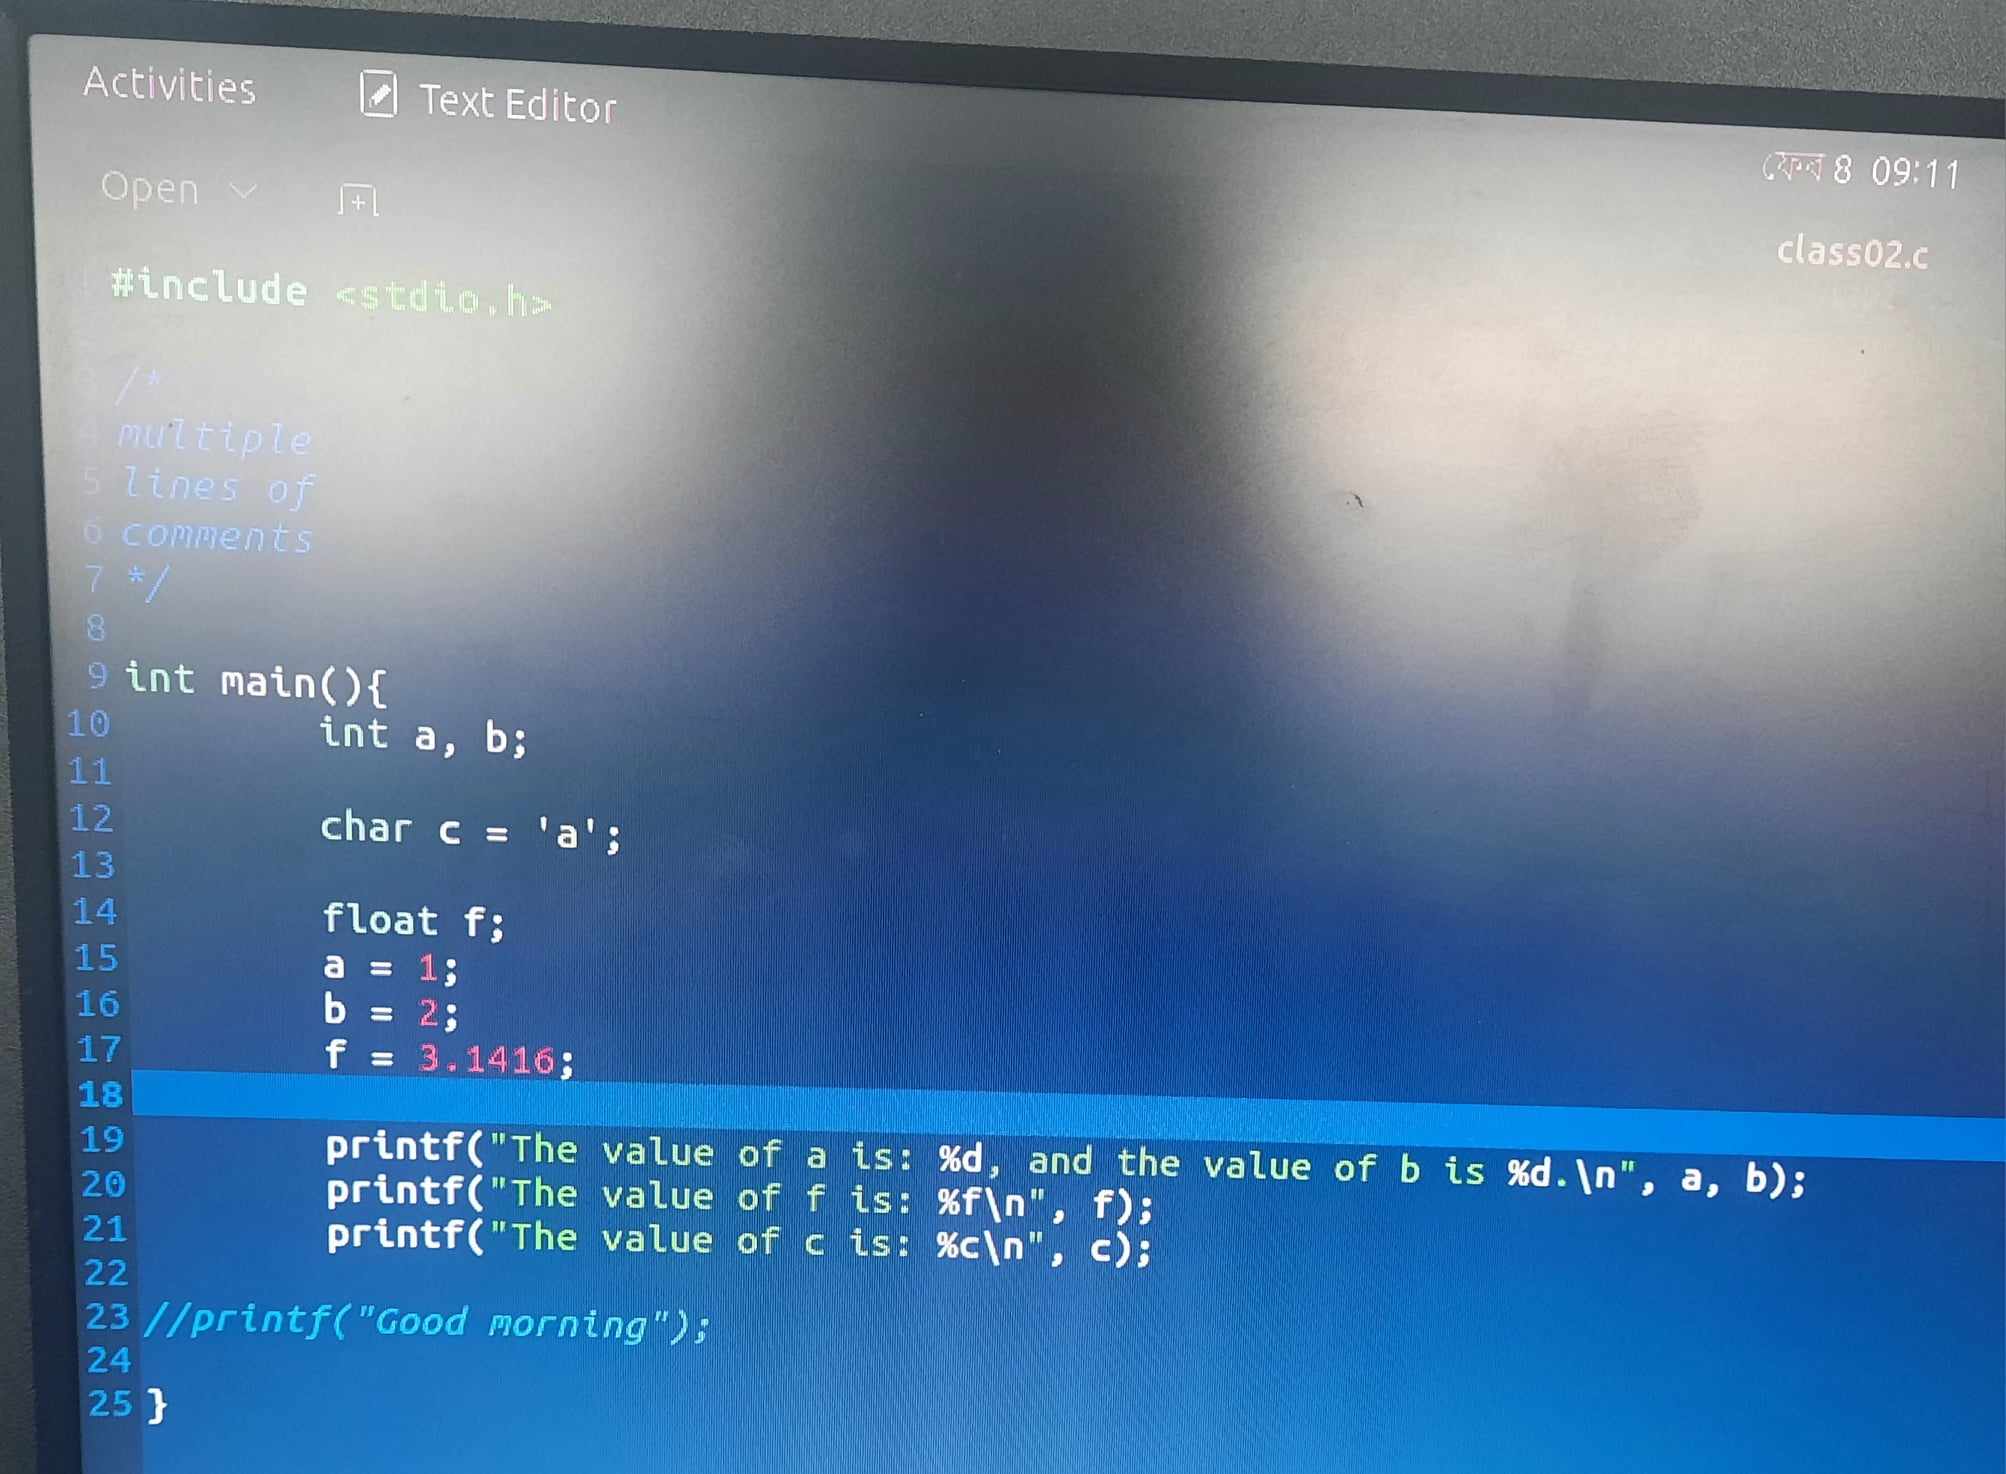 Activities Text Editor
ফেব 4 09:11
Open
class02.c
#include <stdio.h>
3 /*
4 multiple
5 lines of
6 comments
7 */
8
9 int main(){
10 int a, b;
11
12 char c = 'a';
13
14 float f;
15 a = 1;
16 b = 2;
17 f = 3.1416;
18
19 printf("The value of a is: %d, and the value of b is %d.\n", a, b);
20 printf("The value of f is: %f\n", f);
21 printf("The value of c is: %c\n", c);
22
23 //printf("Good morning");
24
25 }